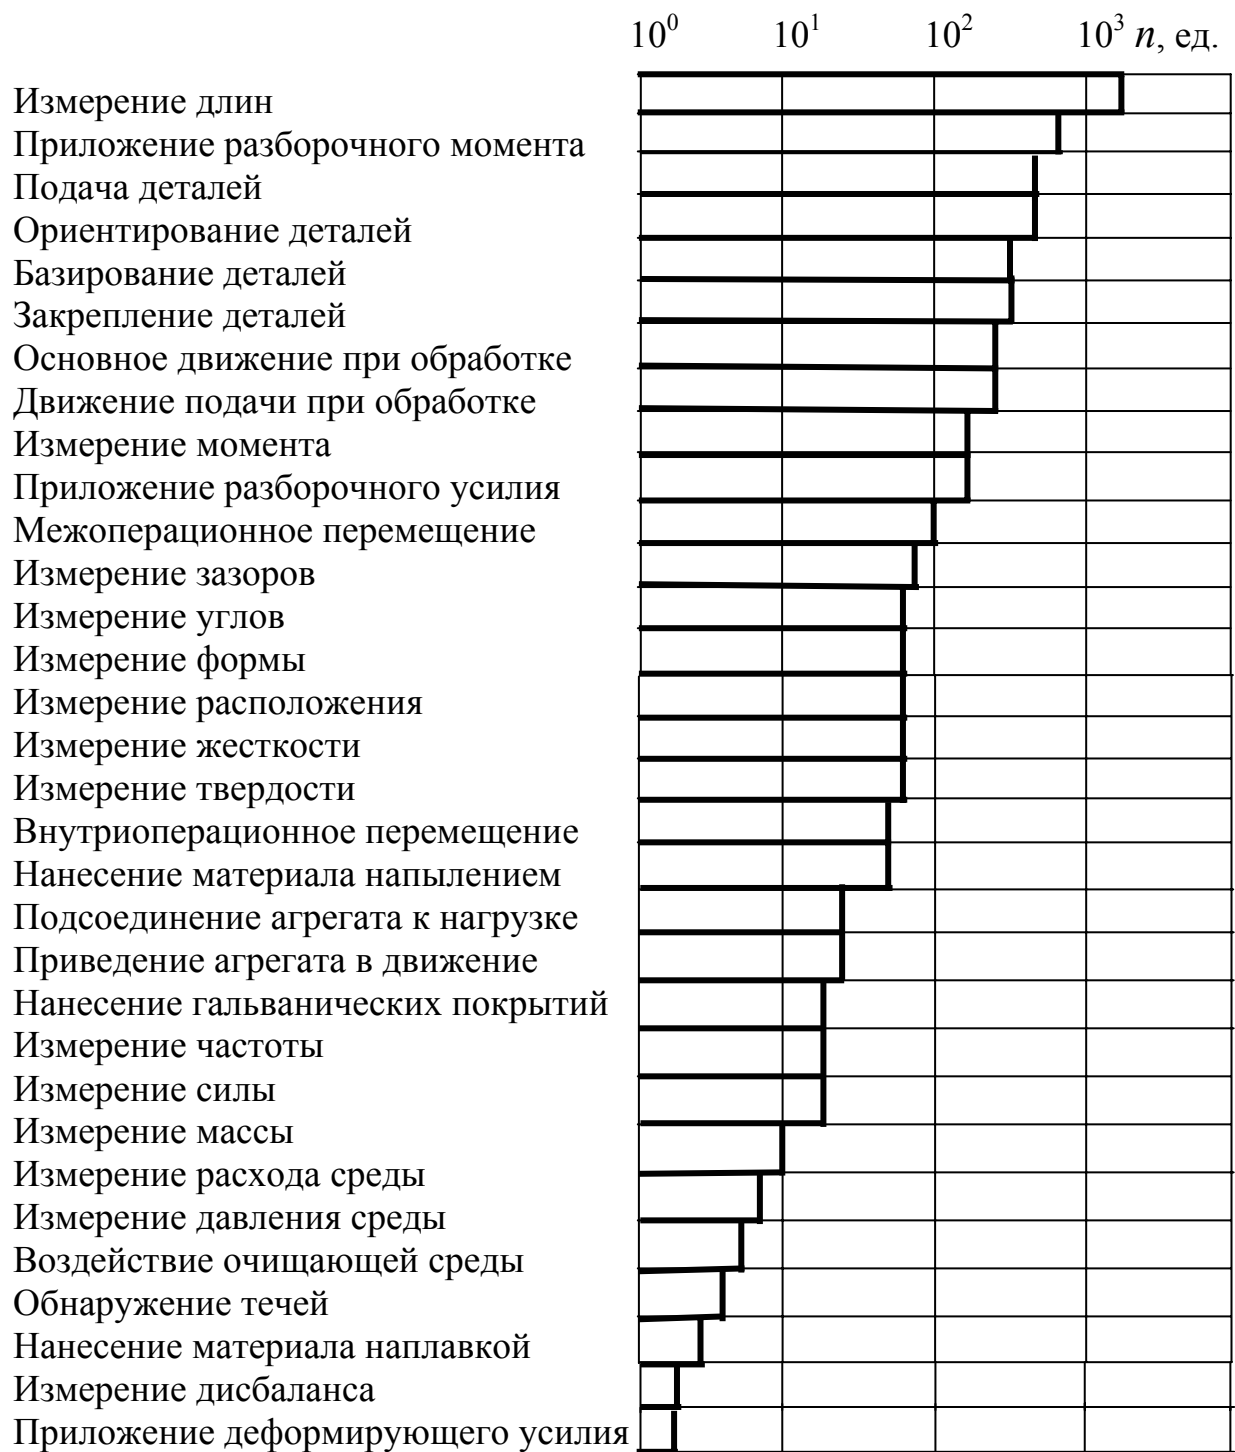 10⁰ 10¹ 10² 10³ n, ед.
Измерение длин
Приложение разборочного момента
Подача деталей
Ориентирование деталей
Базирование деталей
Закрепление деталей
Основное движение при обработке
Движение подачи при обработке
Измерение момента
Приложение разборочного усилия
Межоперационное перемещение
Измерение зазоров
Измерение углов
Измерение формы
Измерение расположения
Измерение жесткости
Измерение твердости
Внутриоперационное перемещение
Нанесение материала напылением
Подсоединение агрегата к нагрузке
Приведение агрегата в движение
Нанесение гальванических покрытий
Измерение частоты
Измерение силы
Измерение массы
Измерение расхода среды
Измерение давления среды
Воздействие очищающей среды
Обнаружение течей
Нанесение материала наплавкой
Измерение дисбаланса
Приложение деформирующего усилия